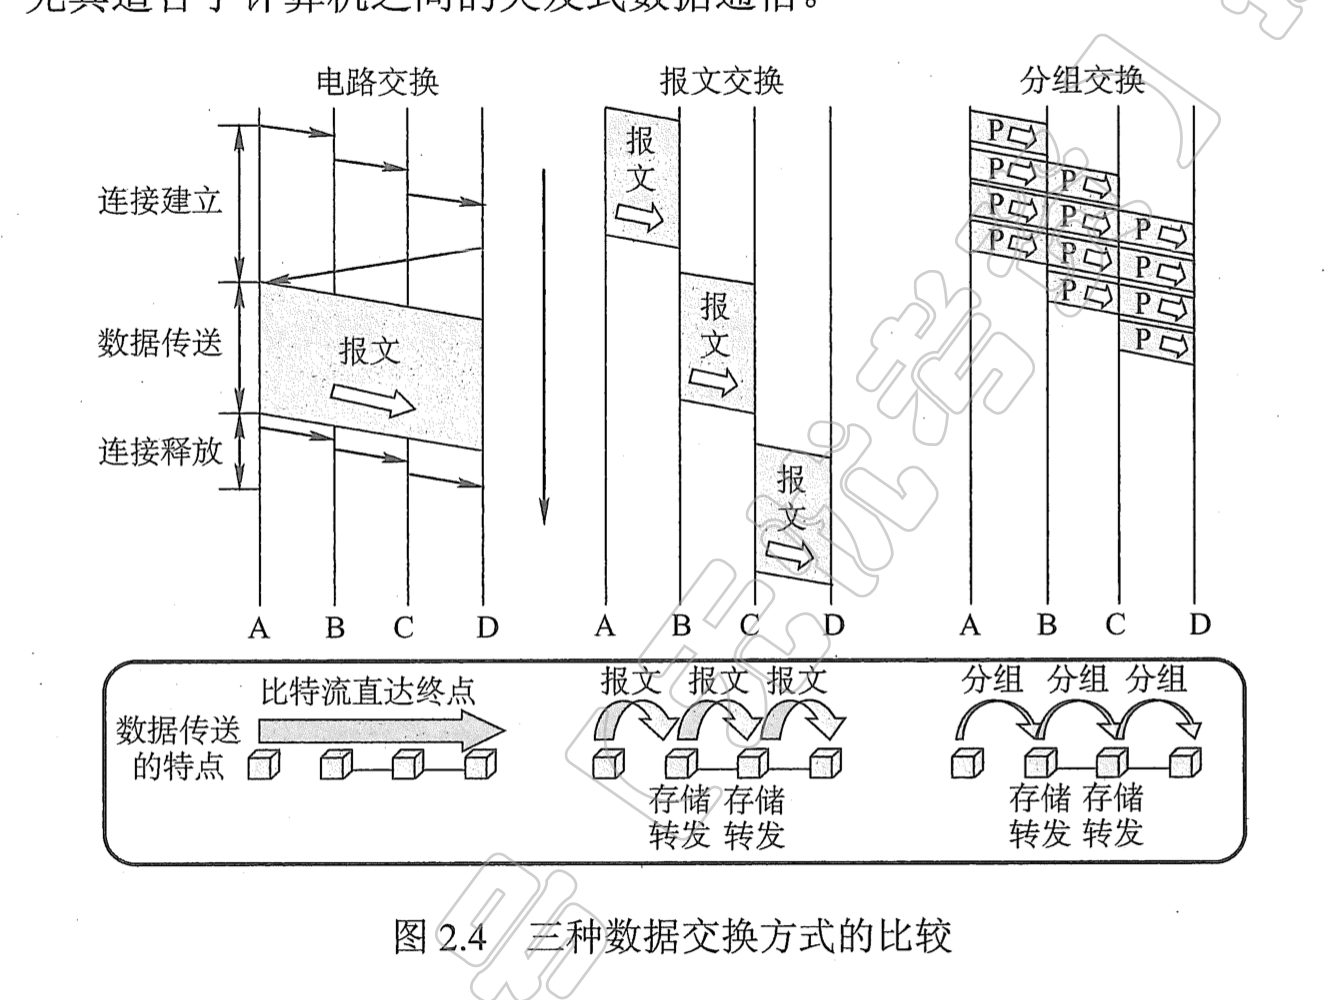 电路交换
报文交换
分组交换
连接建立
数据传送
连接释放
报文
A B C D
报
文
报
文
报
文
A B C D
P P P
P P P
P P P
P P P
A B C D
数据传送
的特点
比特流直达终点
报文 报文 报文
存储 存储
转发 转发
分组 分组 分组
存储 存储
转发 转发
图 2.4 三种数据交换方式的比较